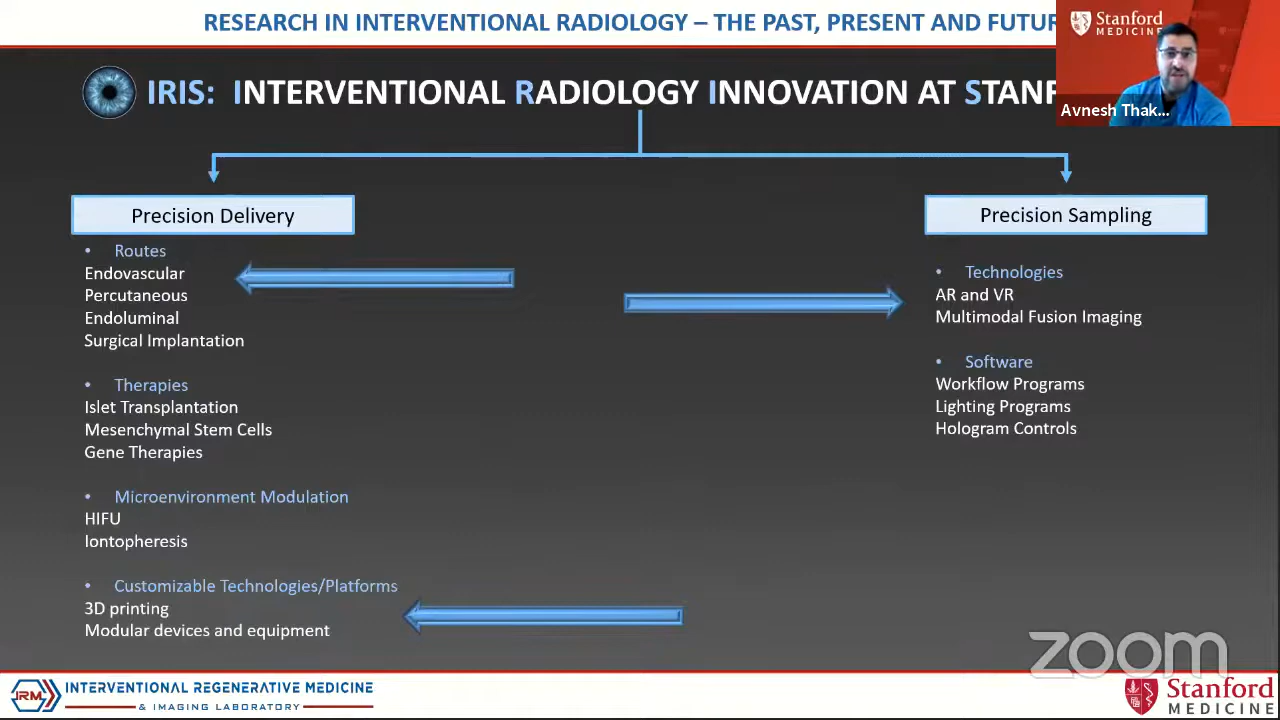 RESEARCH IN INTERVENTIONAL RADIOLOGY – THE PAST, PRESENT AND FUTUR
Stanford
MEDICINE
Avnesh Thak...
IRIS: INTERVENTIONAL RADIOLOGY INNOVATION AT STANF
Precision Delivery
• Routes
Endovascular
Percutaneous
Endoluminal
Surgical Implantation
• Therapies
Islet Transplantation
Mesenchymal Stem Cells
Gene Therapies
• Microenvironment Modulation
HIFU
Iontopheresis
• Customizable Technologies/Platforms
3D printing
Modular devices and equipment
Precision Sampling
• Technologies
AR and VR
Multimodal Fusion Imaging
• Software
Workflow Programs
Lighting Programs
Hologram Controls
zoom
IRMI
INTERVENTIONAL REGENERATIVE MEDICINE
& IMAGING LABORATORY
Stanford
MEDICINE